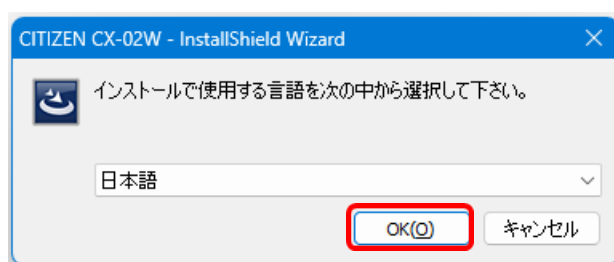 CITIZEN CX-02W - InstallShield Wizard
インストールで使用する言語を次の中から選択して下さい。
日本語
OK(O)
キャンセル